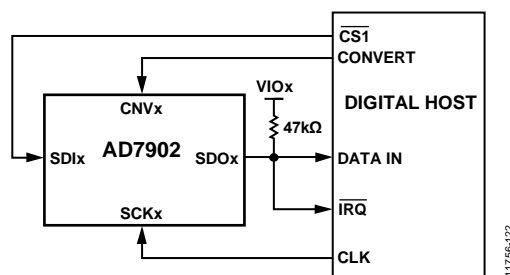 CS1
CONVERT
VIOx
CNVx
DIGITAL HOST
47kΩ
AD7902
SDIx
SDOx
DATA IN
SCKx
IRQ
CLK
11756-122